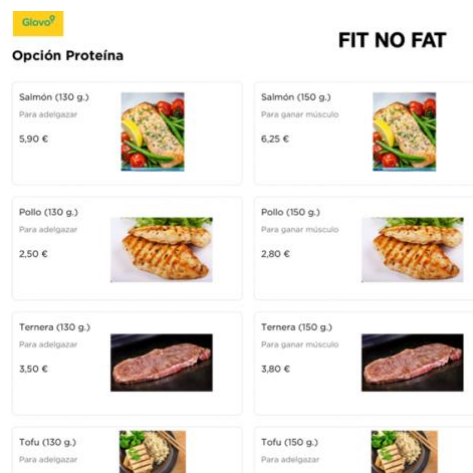 Glovo
FIT NO FAT
Opción Proteína
Salmón (130 g.)
Para adelgazar
5,90 €
Salmón (150 g.)
Para ganar músculo
6,25 €
Pollo (130 g.)
Para adelgazar
2,50 €
Pollo (150 g.)
Para ganar músculo
2,80 €
Ternera (130 g.)
Para adelgazar
3,50 €
Ternera (150 g.)
Para ganar músculo
3,80 €
Tofu (130 g.)
Para adelgazar
Tofu (150 g.)
Para adelgazar